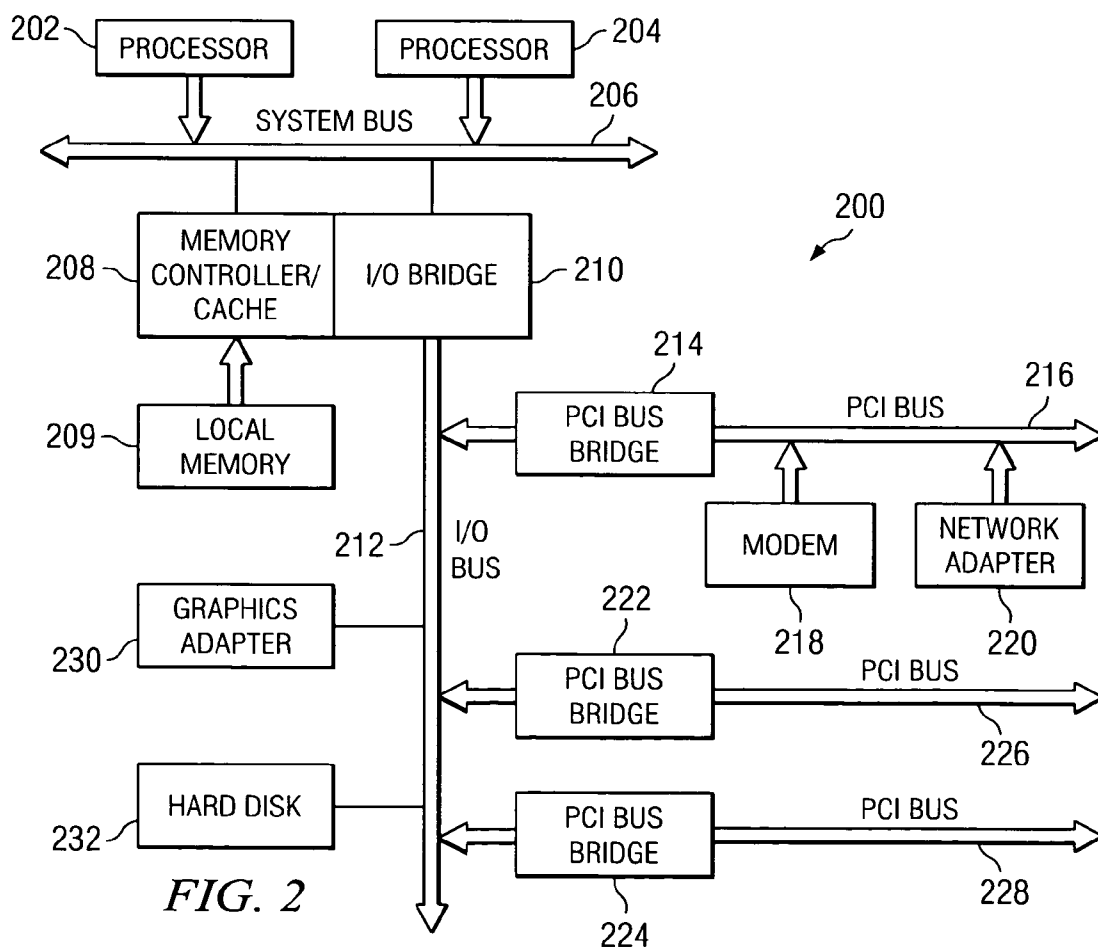 202
PROCESSOR
PROCESSOR
204
SYSTEM BUS
206
200
208
MEMORY
CONTROLLER/
CACHE
I/O BRIDGE
210
209
LOCAL
MEMORY
214
PCI BUS
BRIDGE
PCI BUS
216
212
I/O
BUS
MODEM
218
NETWORK
ADAPTER
220
GRAPHICS
ADAPTER
230
222
PCI BUS
BRIDGE
PCI BUS
226
HARD DISK
232
PCI BUS
BRIDGE
224
PCI BUS
228
FIG. 2